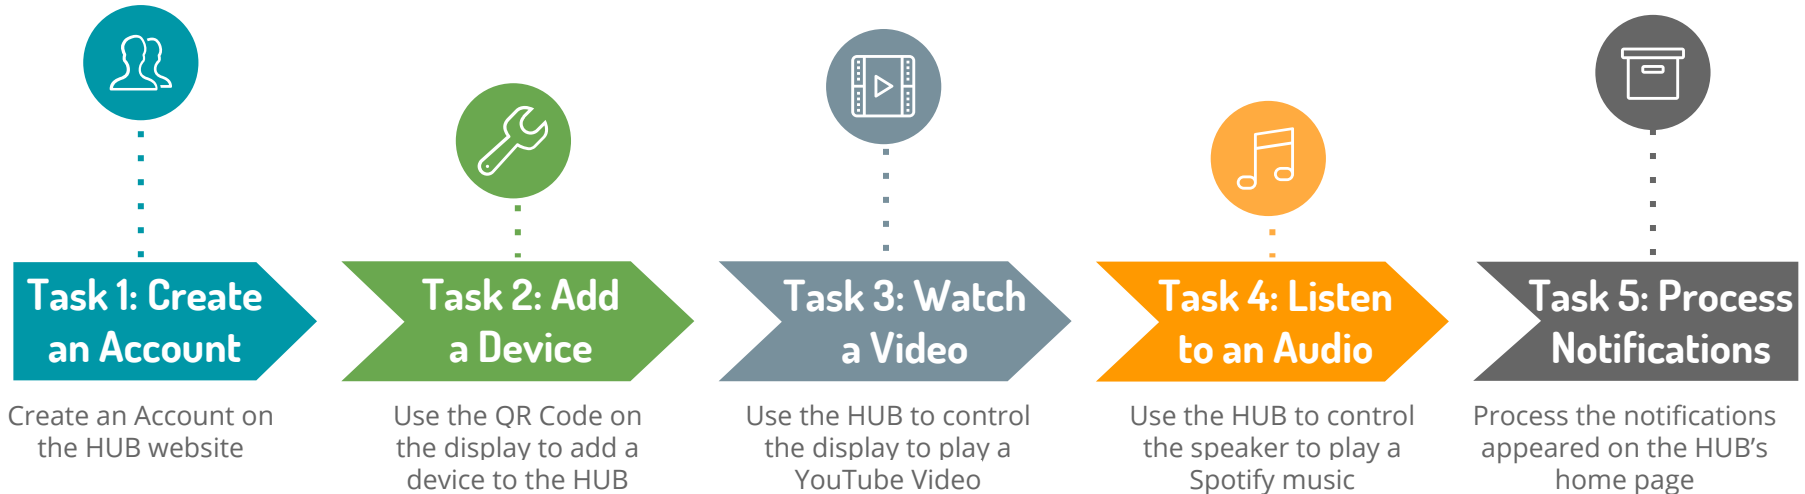 Task 1: Create
an Account
Create an Account on
the HUB website
Task 2: Add
a Device
Use the QR Code on
the display to add a
device to the HUB
Task 3: Watch
a Video
Use the HUB to control
the display to play a
YouTube Video
Task 4: Listen
to an Audio
Use the HUB to control
the speaker to play a
Spotify music
Task 5: Process
Notifications
Process the notifications
appeared on the HUB’s
home page